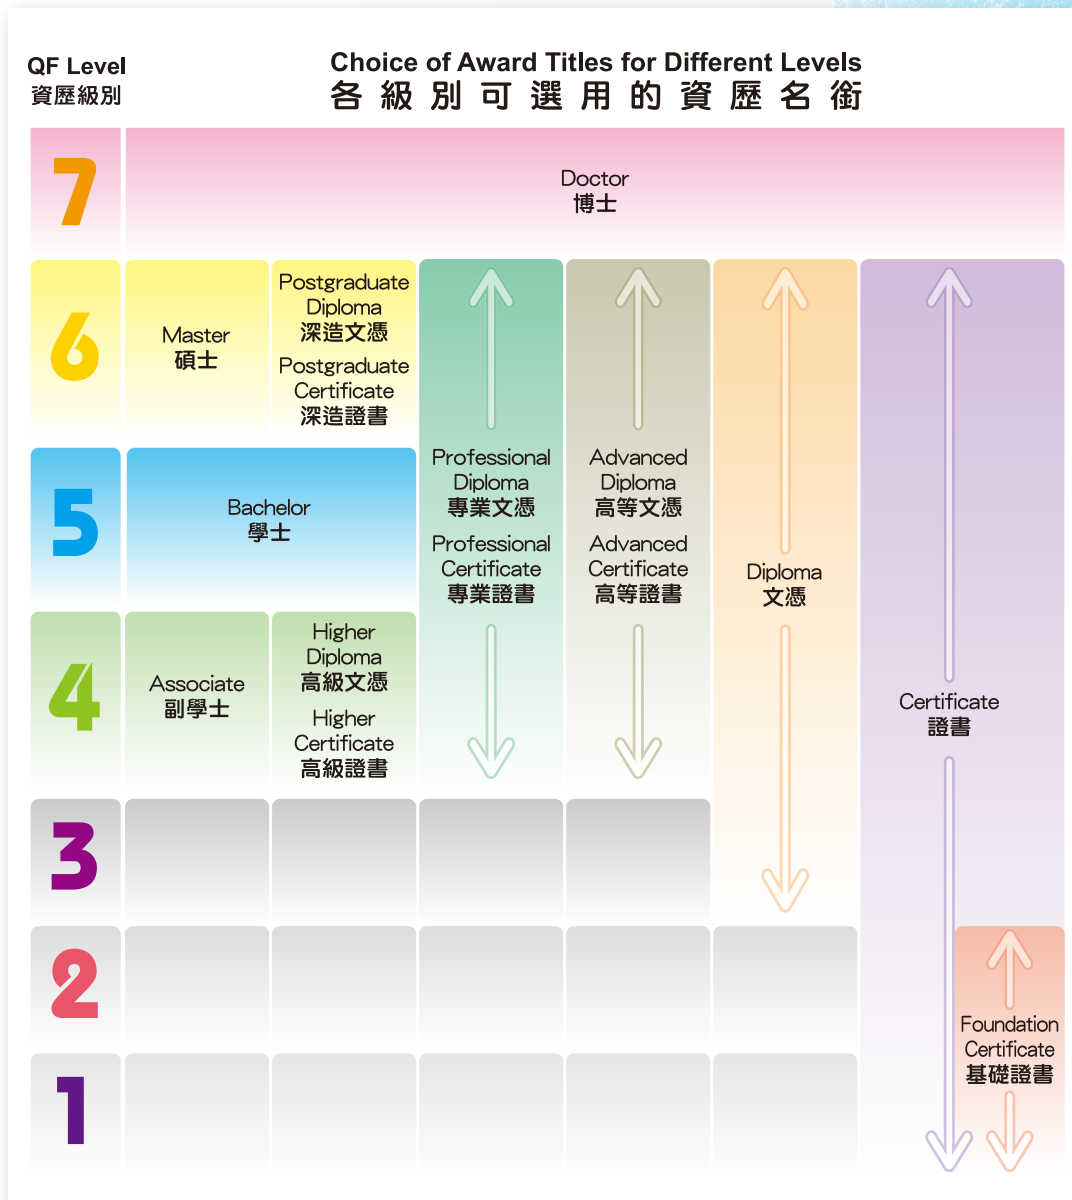 QF Level
資歷級別
Choice of Award Titles for Different Levels
各級別可選用的資歷名銜
7
Doctor
博士
6
Master
碩士
Postgraduate
Diploma
深造文憑
Postgraduate
Certificate
深造證書
5
Bachelor
學士
Professional
Diploma
專業文憑
Professional
Certificate
專業證書
Advanced
Diploma
高等文憑
Advanced
Certificate
高等證書
Diploma
文憑
4
Associate
副學士
Higher
Diploma
高級文憑
Higher
Certificate
高級證書
Certificate
證書
3
2
Foundation
Certificate
基礎證書
1